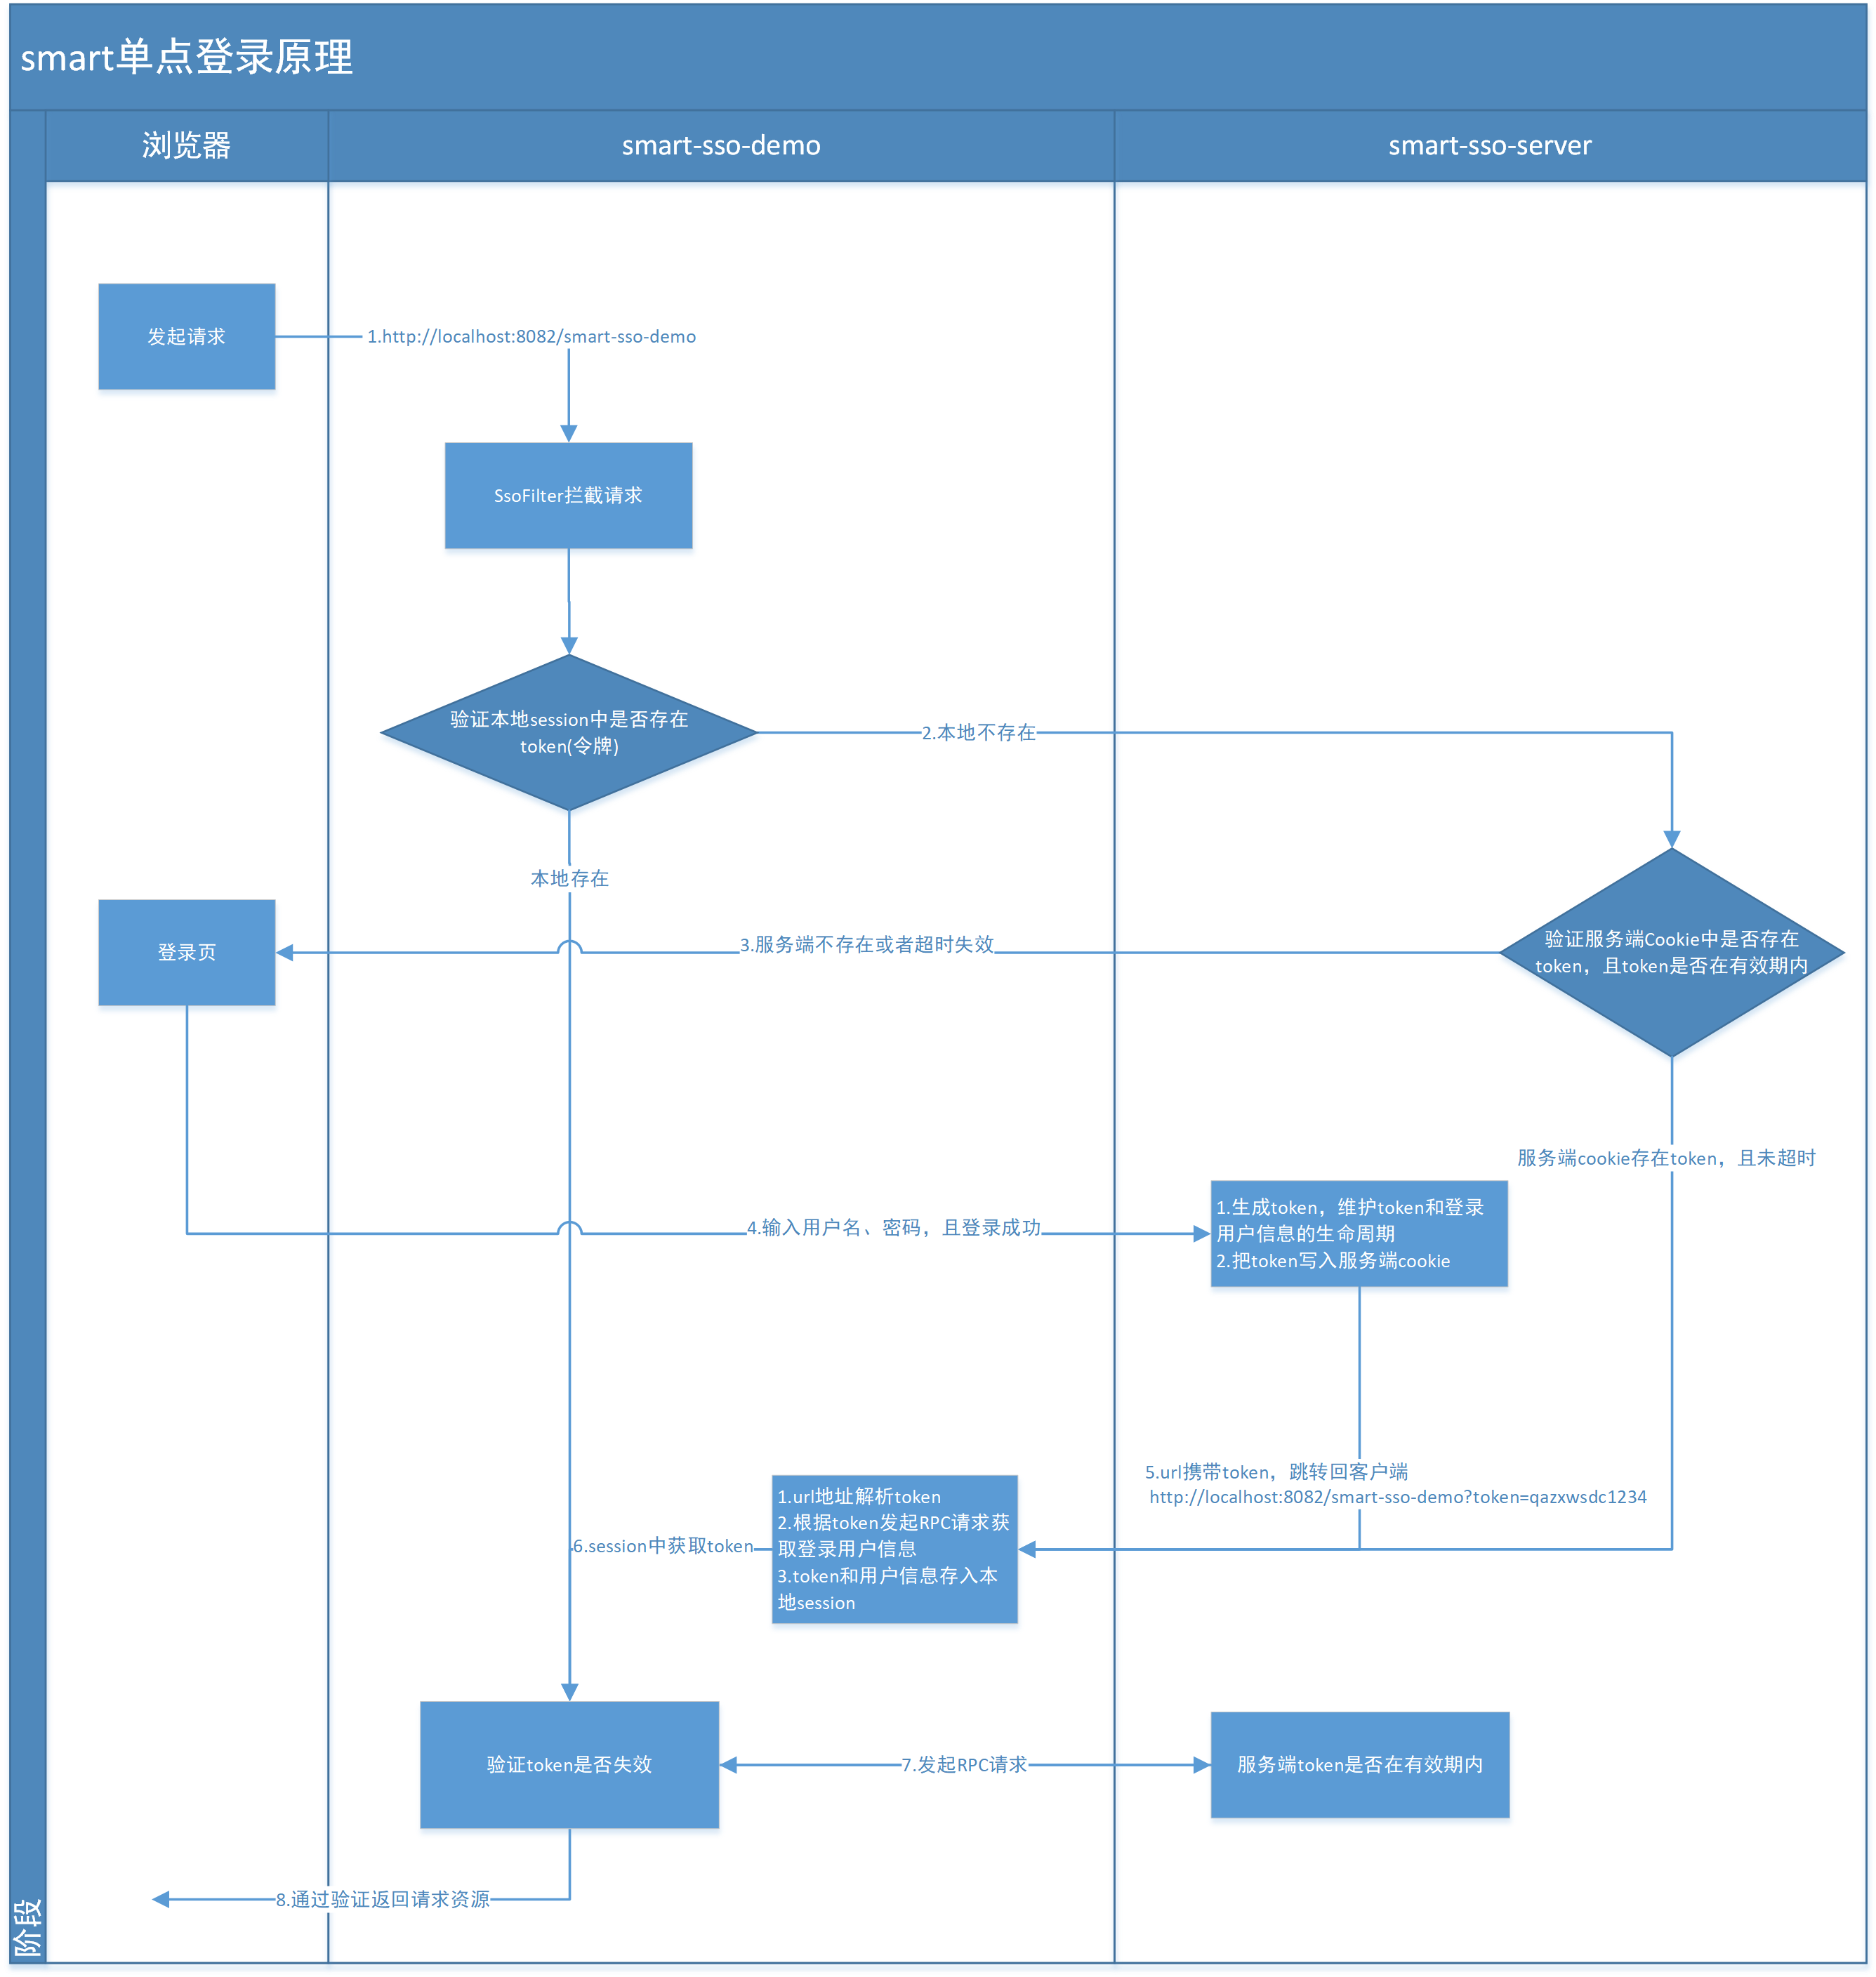 smart单点登录原理
浏览器
smart-sso-demo
smart-sso-server
发起请求
1.http://localhost:8082/smart-sso-demo
SsoFilter拦截请求
验证本地session中是否存在
token(令牌)
2.本地不存在
本地存在
登录页
3.服务端不存在或者超时失效
验证服务端Cookie中是否存在
token，且token是否在有效期内
服务端cookie存在token，且未超时
4.输入用户名、密码，且登录成功
1.生成token，维护token和登录
用户信息的生命周期
2.把token写入服务端cookie
5.url携带token，跳转回客户端
http://localhost:8082/smart-sso-demo?token=qazxwsdc1234
1.url地址解析token
2.根据token发起RPC请求获
取登录用户信息
3.token和用户信息存入本
地session
6.session中获取token
验证token是否失效
7.发起RPC请求
服务端token是否在有效期内
8.通过验证返回请求资源
阶段